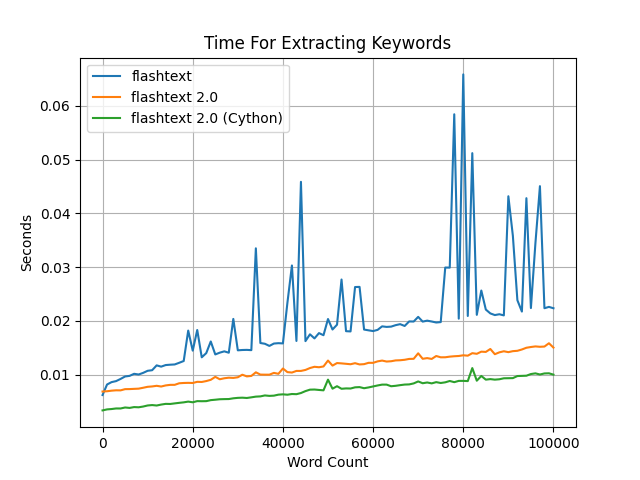 Time For Extracting Keywords
flashtext
flashtext 2.0
flashtext 2.0 (Cython)
0.06
0.05
0.04
0.03
0.02
0.01
Seconds
0 20000 40000 60000 80000 100000
Word Count